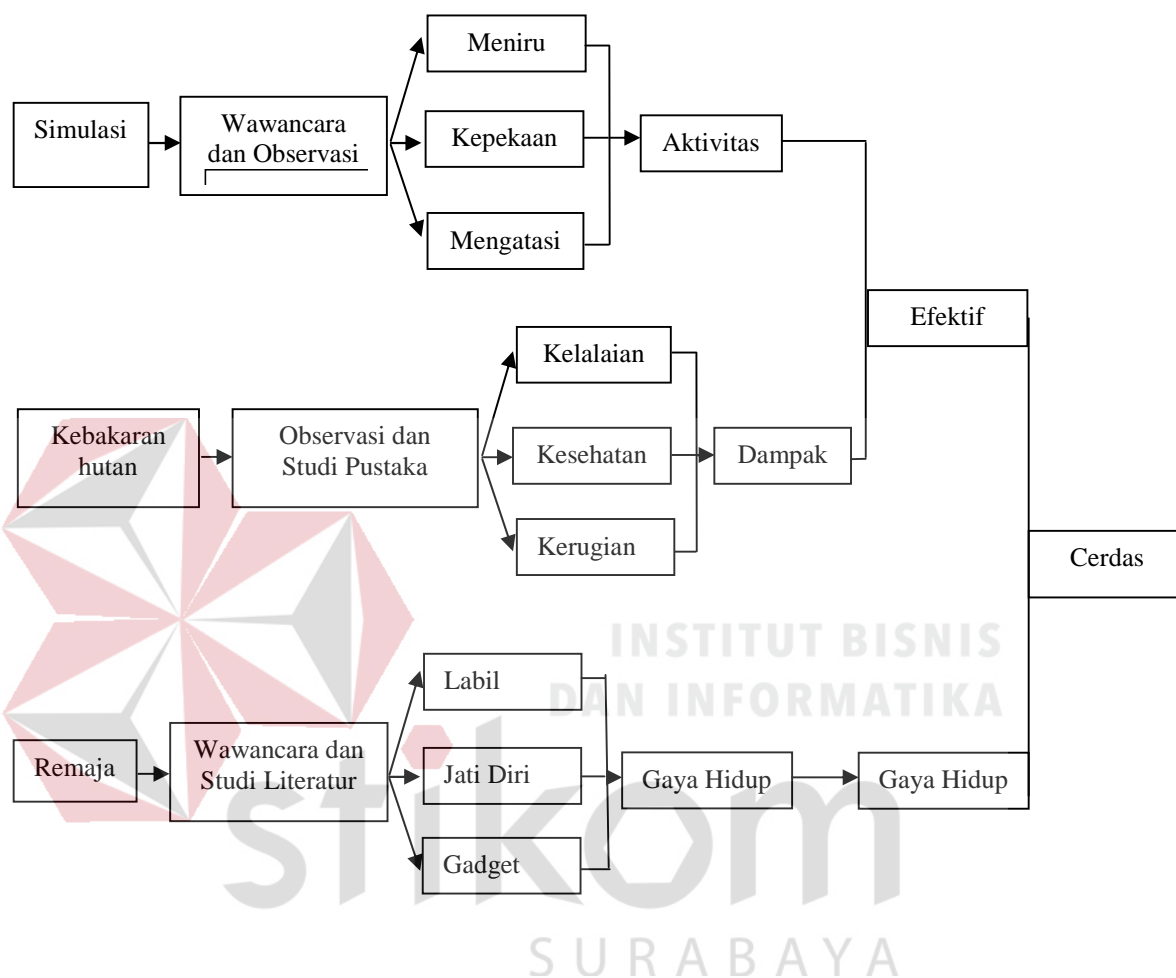 Meniru
Simulasi
Wawancara
dan Observasi
Kepekaan
Aktivitas
Mengatasi
Efektif
Kelalaian
Kebakaran
hutan
Observasi dan
Studi Pustaka
Kesehatan
Dampak
Kerugian
Cerdas
INSTITUT BISNIS
DAN INFORMATIKA
Labil
Remaja
Wawancara dan
Studi Literatur
Jati Diri
Gaya Hidup
Gaya Hidup
Gadget
stikom
SURABAYA